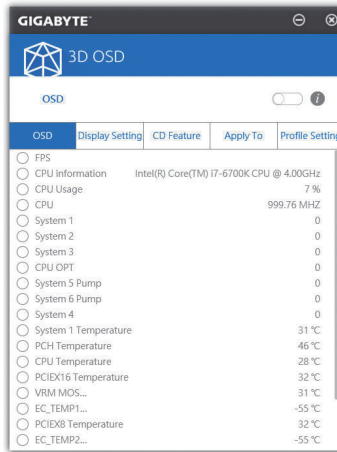 GIGABYTE™
3D OSD
OSD
OSD Display Setting CD Feature Apply To Profile Setting
FPS
CPU information Intel(R) Core(TM) i7-6700K CPU @ 4.00GHz
CPU Usage 7 %
CPU 999.76 MHZ
System 1 0
System 2 0
System 3 0
CPU OPT 0
System 5 Pump 0
System 6 Pump 0
System 4 0
System 1 Temperature 31 ℃
PCH Temperature 46 ℃
CPU Temperature 28 ℃
PCIEX16 Temperature 32 ℃
VRM MOS... 31 ℃
EC_TEMP1... -55 ℃
PCIEX8 Temperature 32 ℃
EC_TEMP2... -55 ℃